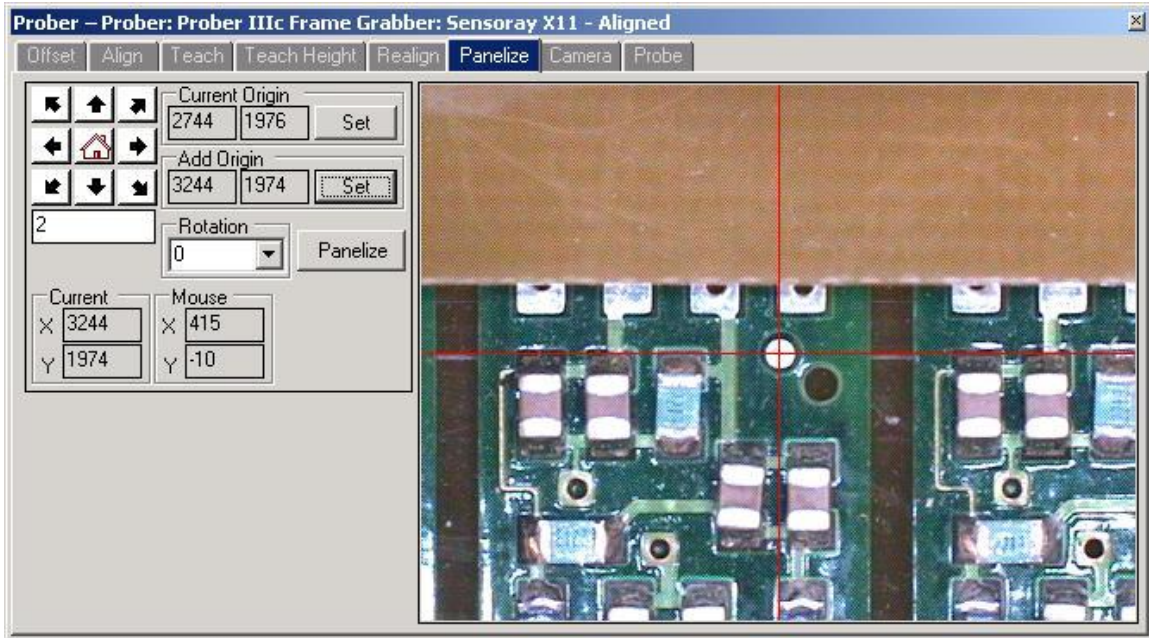 Prober – Prober: Prober IIIc Frame Grabber: Sensoray X11 - Aligned
Offset Align Teach Teach Height Realign Panelize Camera Probe
Current Origin
2744 1976 Set
Add Origin
3244 1974 Set
2
Rotation
0 Panelize
Current
X 3244
Y 1974
Mouse
X 415
Y -10